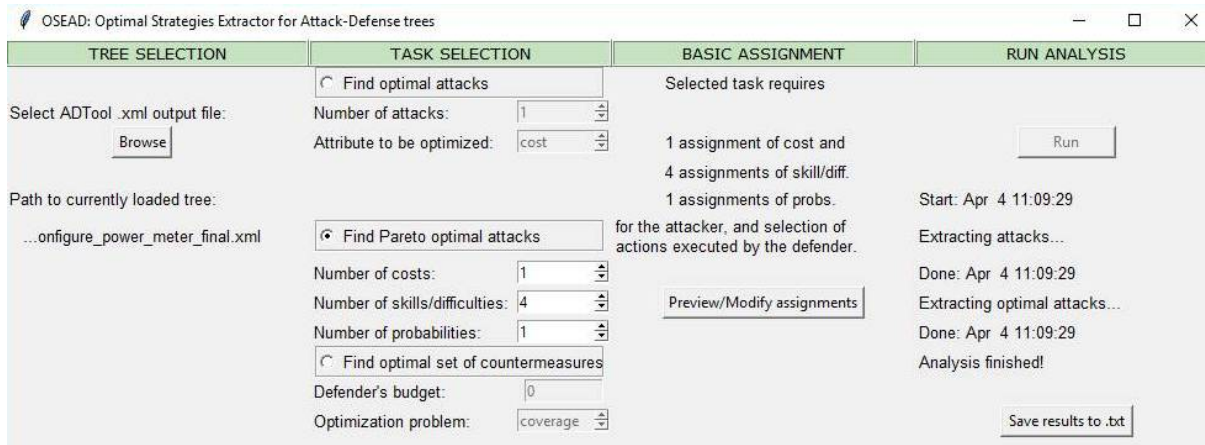 OSEAD: Optimal Strategies Extractor for Attack-Defense trees
TREE SELECTION
Select ADTool .xml output file:
Browse
Path to currently loaded tree:
...onfigure_power_meter_final.xml
TASK SELECTION
Find optimal attacks
Number of attacks: 1
Attribute to be optimized: cost
Find Pareto optimal attacks
Number of costs: 1
Number of skills/difficulties: 4
Number of probabilities: 1
Find optimal set of countermeasures
Defender's budget: 0
Optimization problem: coverage
BASIC ASSIGNMENT
Selected task requires
1 assignment of cost and
4 assignments of skill/diff.
1 assignments of probs.
for the attacker, and selection of
actions executed by the defender.
Preview/Modify assignments
RUN ANALYSIS
Run
Start: Apr 4 11:09:29
Extracting attacks...
Done: Apr 4 11:09:29
Extracting optimal attacks...
Done: Apr 4 11:09:29
Analysis finished!
Save results to .txt